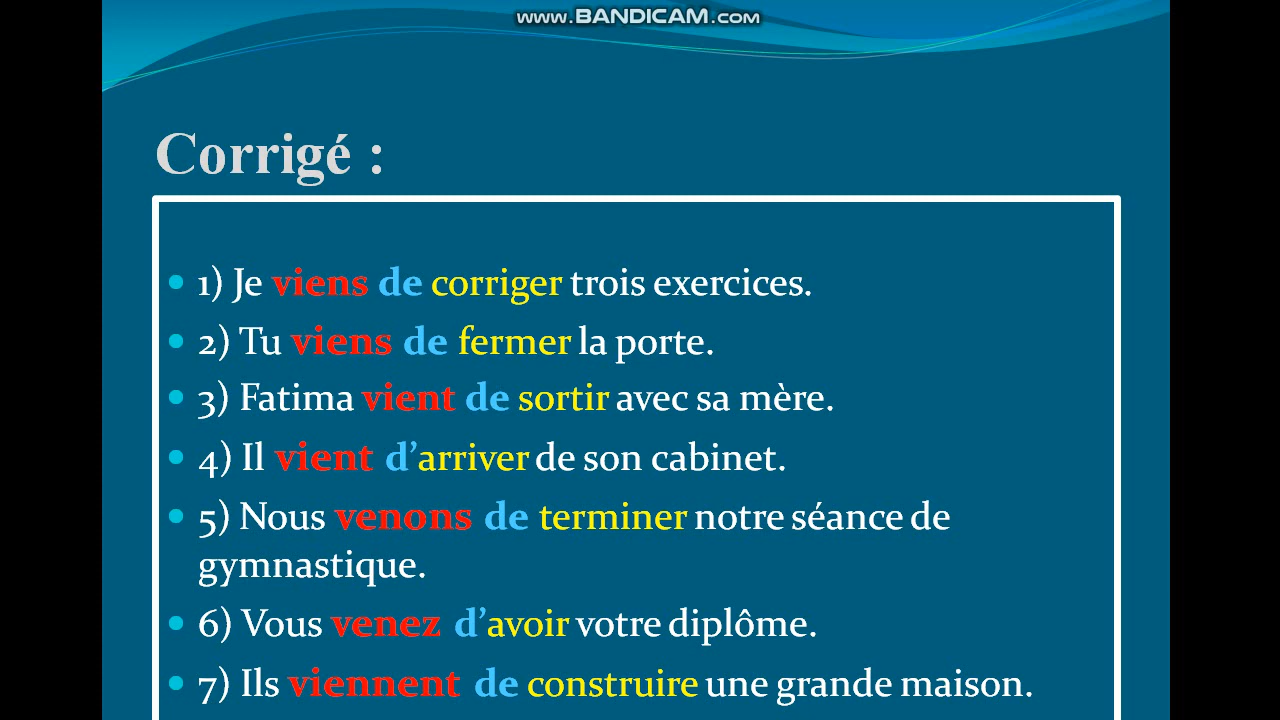 www.BANDICAM.com
Corrigé :
1) Je viens de corriger trois exercices.
2) Tu viens de fermer la porte.
3) Fatima vient de sortir avec sa mère.
4) Il vient d’arriver de son cabinet.
5) Nous venons de terminer notre séance de
gymnastique.
6) Vous venez d’avoir votre diplôme.
7) Ils viennent de construire une grande maison.